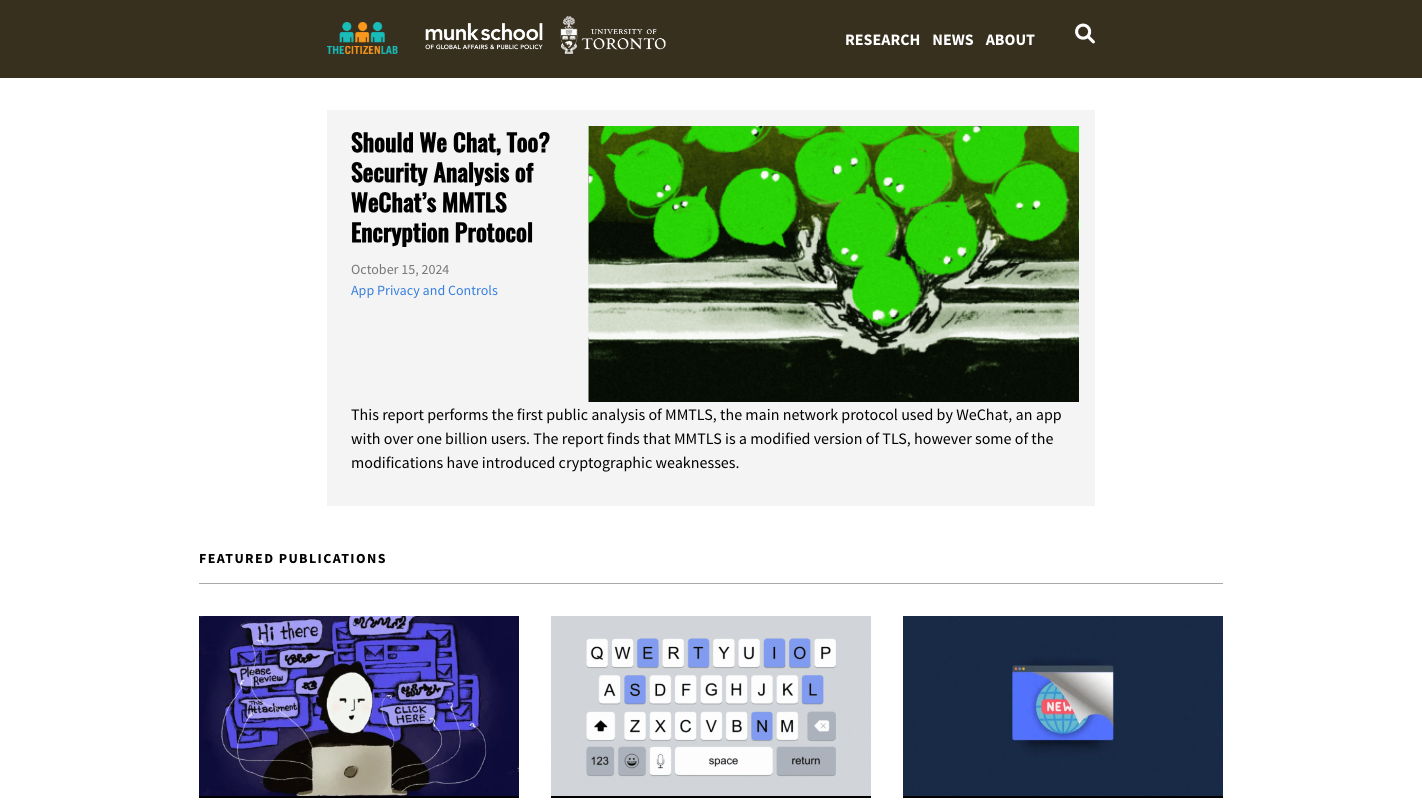 THECITIZENLAB
munk school
OF GLOBAL AFFAIRS & PUBLIC POLICY
UNIVERSITY OF
TORONTO
RESEARCH NEWS ABOUT
Should We Chat, Too?
Security Analysis of
WeChat’s MMTLS
Encryption Protocol
October 15, 2024
App Privacy and Controls
This report performs the first public analysis of MMTLS, the main network protocol used by WeChat, an app
with over one billion users. The report finds that MMTLS is a modified version of TLS, however some of the
modifications have introduced cryptographic weaknesses.
FEATURED PUBLICATIONS
Hi there
Please
Review
This
Attachment
CLICK
HERE
Q W E R T Y U I O P
A S D F G H J K L
Z X C V B N M
123 space return
NEW